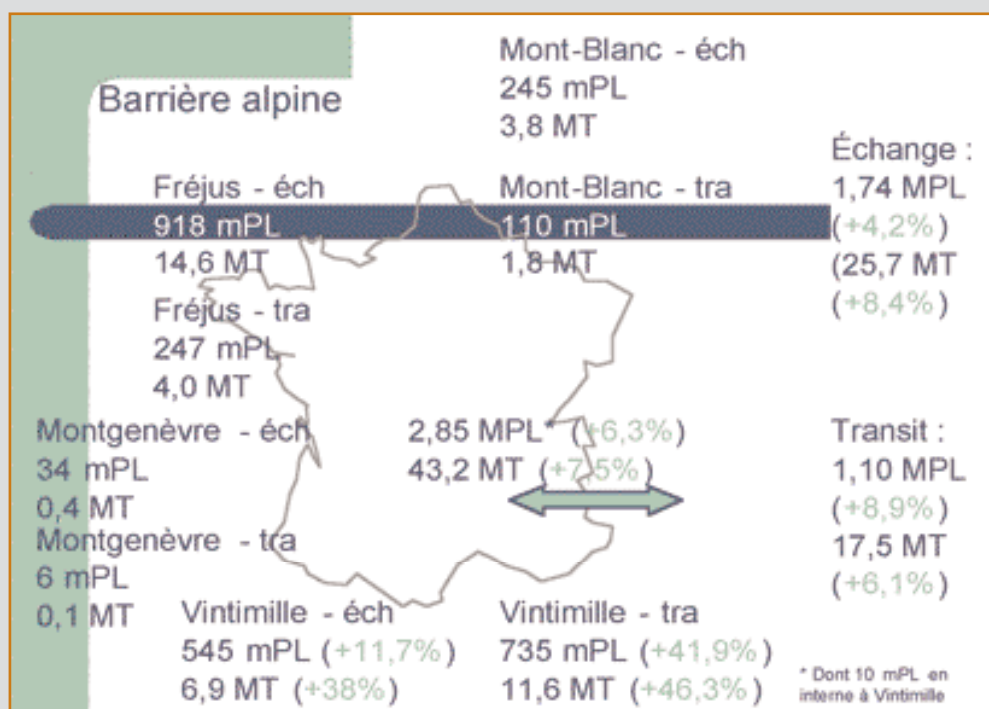 Barrière alpine
Mont-Blanc - éch
245 mPL
3,8 MT
Fréjus - éch
918 mPL
14,6 MT
Mont-Blanc - tra
110 mPL
1,8 MT
Échange :
1,74 MPL
(+4,2%)
(25,7 MT
(+8,4%)
Fréjus - tra
247 mPL
4,0 MT
Montgenèvre - éch
34 mPL
0,4 MT
2,85 MPL* (+6,3%)
43,2 MT (+7,5%)
Transit :
1,10 MPL
(+8,9%)
17,5 MT
(+6,1%)
Montgenèvre - tra
6 mPL
0,1 MT
Vintimille - éch
545 mPL (+11,7%)
6,9 MT (+38%)
Vintimille - tra
735 mPL (+41,9%)
11,6 MT (+46,3%)
* Dont 10 mPL en
interne à Vintimille